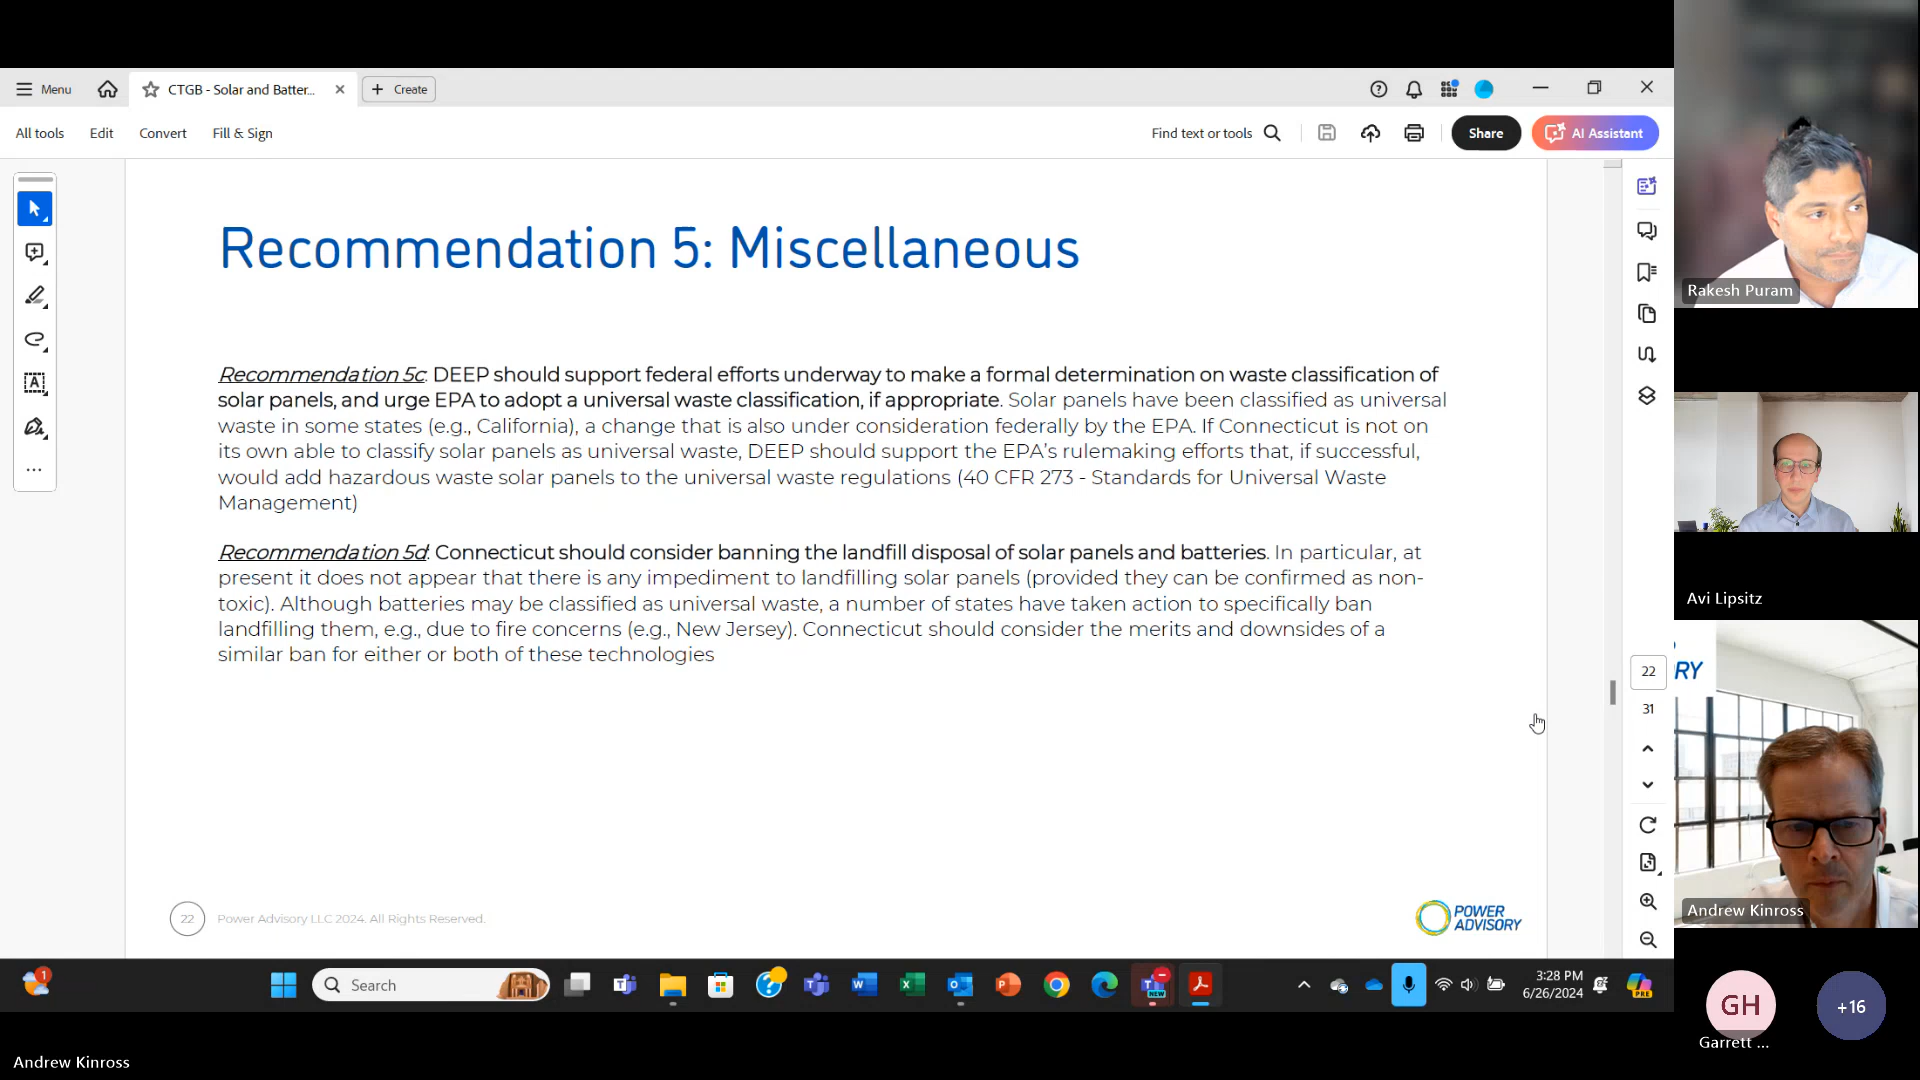 Menu
CTGB - Solar and Batter...
Create
All tools
Edit
Convert
Fill & Sign
Find text or tools
Share
AI Assistant
Recommendation 5: Miscellaneous
Recommendation 5c: DEEP should support federal efforts underway to make a formal determination on waste classification of
solar panels, and urge EPA to adopt a universal waste classification, if appropriate. Solar panels have been classified as universal
waste in some states (e.g., California), a change that is also under consideration federally by the EPA. If Connecticut is not on
its own able to classify solar panels as universal waste, DEEP should support the EPA's rulemaking efforts that, if successful,
would add hazardous waste solar panels to the universal waste regulations (40 CFR 273 - Standards for Universal Waste
Management)
Recommendation 5d: Connecticut should consider banning the landfill disposal of solar panels and batteries. In particular, at
present it does not appear that there is any impediment to landfilling solar panels (provided they can be confirmed as non-
toxic). Although batteries may be classified as universal waste, a number of states have taken action to specifically ban
landfilling them, e.g., due to fire concerns (e.g., New Jersey). Connecticut should consider the merits and downsides of a
similar ban for either or both of these technologies
22
Power Advisory LLC 2024. All Rights Reserved.
POWER
ADVISORY
22
31
1
Search
3:28 PM
6/26/2024
PRE
NEW
Rakesh Puram
Avi Lipsitz
RY
Andrew Kinross
GH
Garrett ...
+16
Andrew Kinross